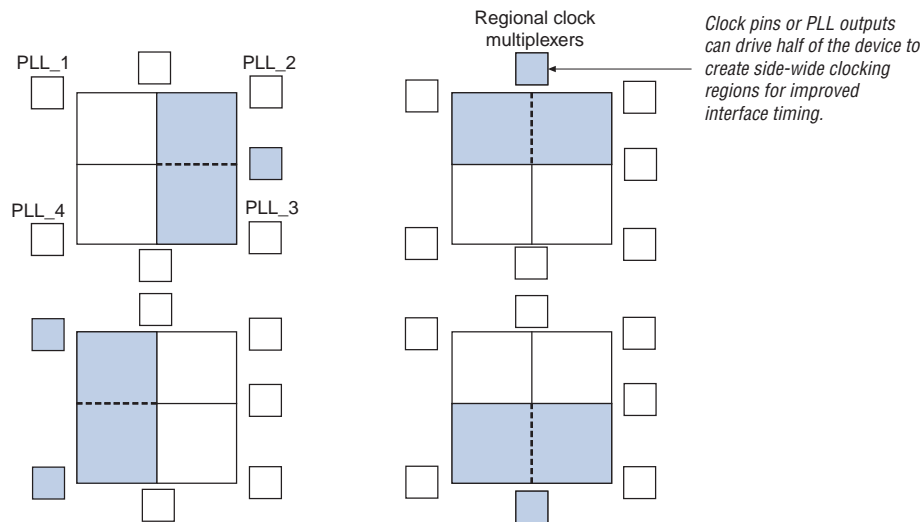 PLL_1
PLL_2
PLL_4
PLL_3
Regional clock
multiplexers
Clock pins or PLL outputs
can drive half of the device to
create side-wide clocking
regions for improved
interface timing.